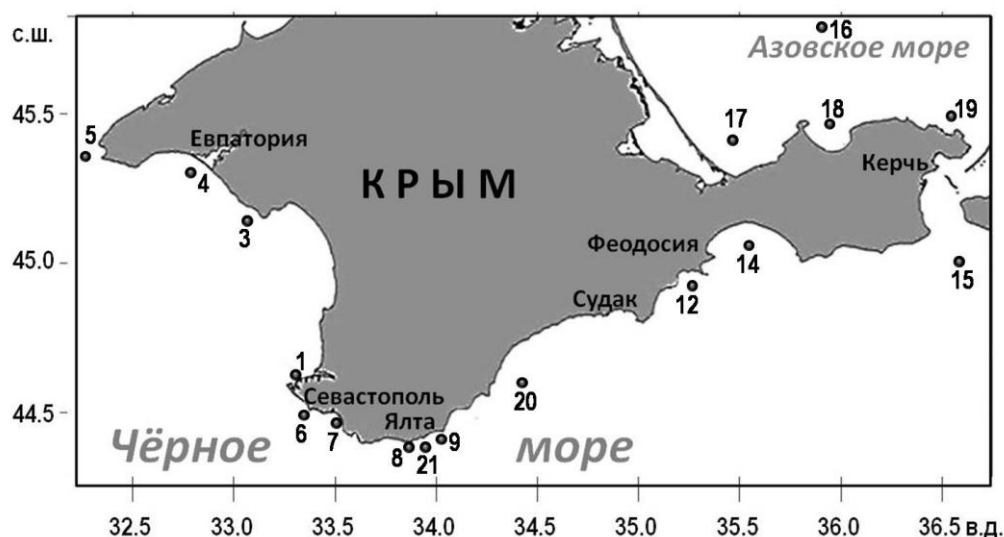 с.ш.
16
Азовское море
45.5
17
18
19
5
Евпатория
Керчь
4
КРЫМ
3
Феодосия
14
45.0
12
15
Судак
1
Севастополь
20
44.5
6
7
Ялта
8
21
9
Чёрное море
32.5 33.0 33.5 34.0 34.5 35.0 35.5 36.0 36.5 в.д.